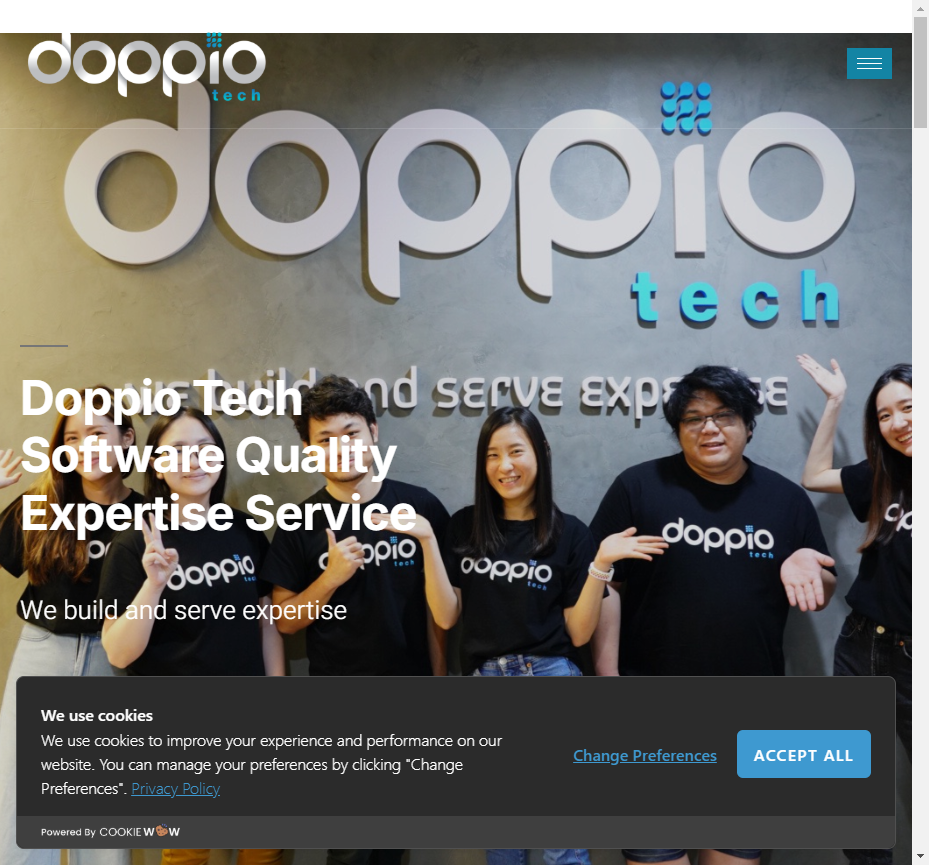 doppio
tech
doppio
tech
we build and serve expertise
Doppio Tech
Software Quality
Expertise Service
We build and serve expertise
doppio
tech
doppio
tech
doppio
tech
doppio
tech
We use cookies
We use cookies to improve your experience and performance on our
website. You can manage your preferences by clicking "Change
Preferences". Privacy Policy
Change Preferences
ACCEPT ALL
Powered By COOKIE WOW